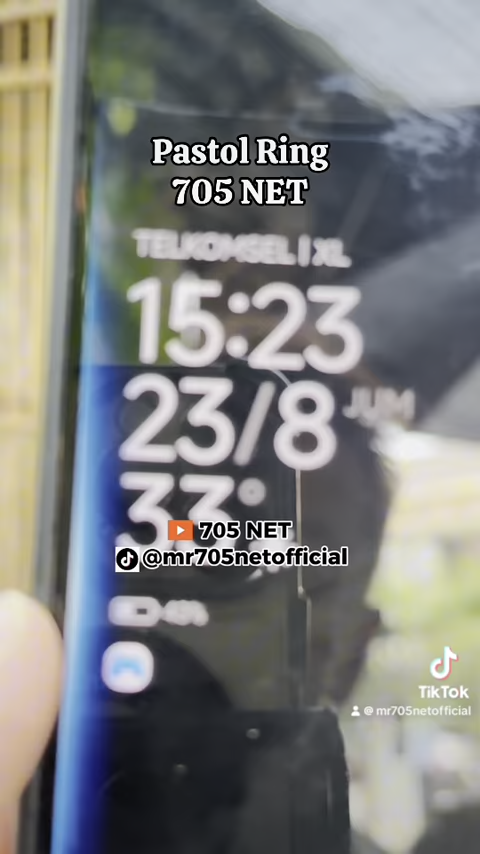 Pastol Ring
705 NET
TELKOMSEL | XL
15:23
23/8 JUM
33°
705 NET
@mr705netofficial
TikTok
@mr705netofficial